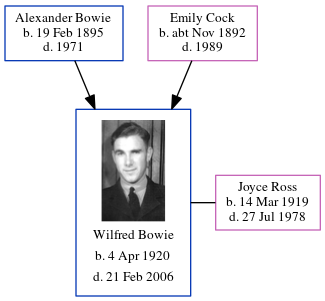 Alexander Bowie
b. 19 Feb 1895
d. 1971
Emily Cock
b. abt Nov 1892
d. 1989
Wilfred Bowie
b. 4 Apr 1920
d. 21 Feb 2006
Joyce Ross
b. 14 Mar 1919
d. 27 Jul 1978